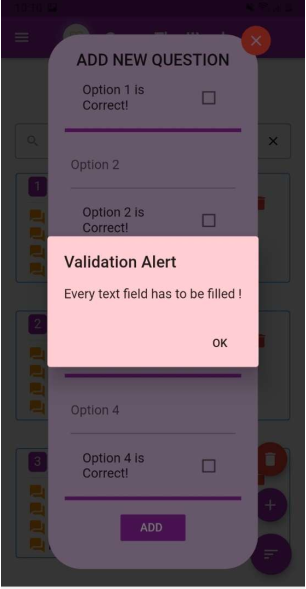 ADD NEW QUESTION
Option 1 is
Correct!
Option 2
1
Option 2 is
Correct!
Validation Alert
Every text field has to be filled !
OK
2
Option 4
3
Option 4 is
Correct!
ADD